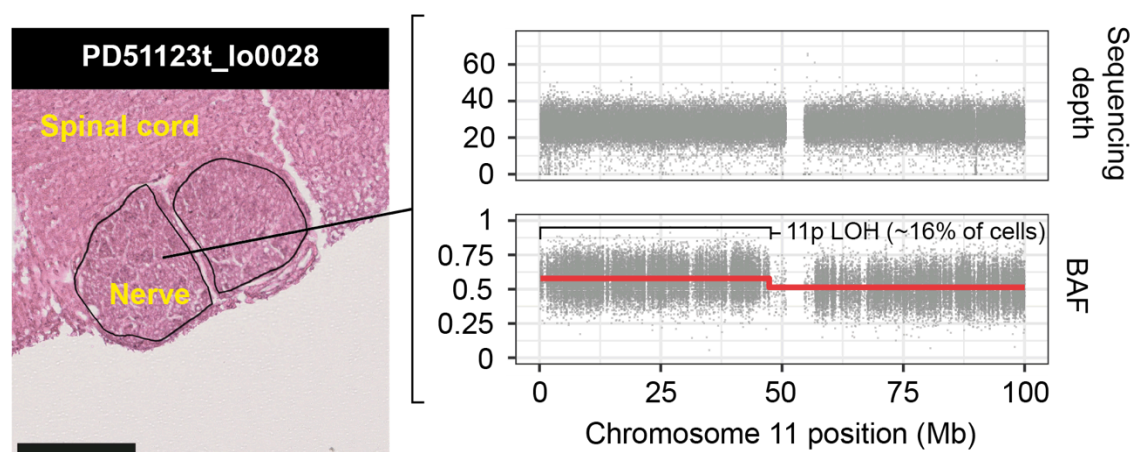 PD51123t_lo0028
Spinal cord
Nerve
60
40
20
0
Sequencing
depth
1
0.75
0.5
0.25
0
11p LOH (~16% of cells)
BAF
0
25
50
75
100
Chromosome 11 position (Mb)